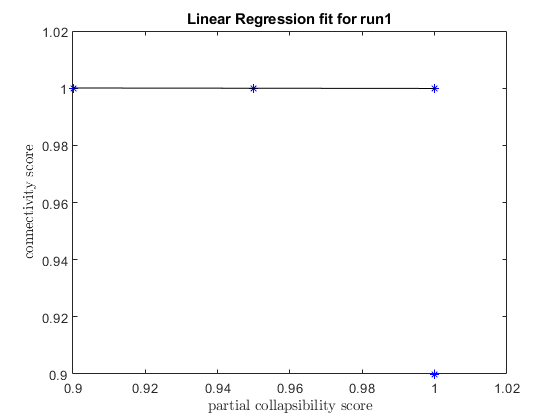 Linear Regression fit for run1
1.02
1
0.98
0.96
0.94
0.92
0.9
connectivity score
0.9 0.92 0.94 0.96 0.98 1 1.02
partial collapsibility score